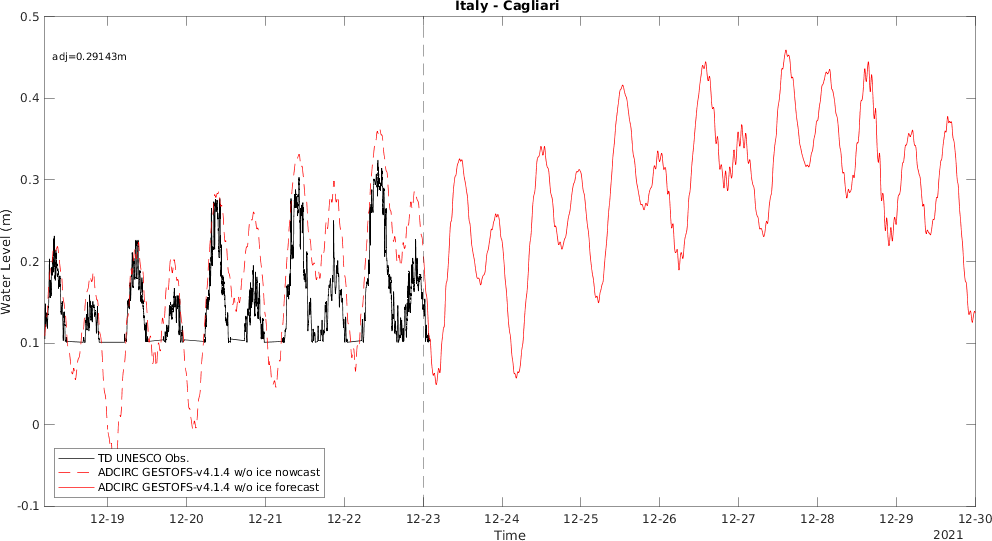 Italy - Cagliari
0.5
adj=0.29143m
0.4
0.3
0.2
0.1
0
-0.1
Water Level (m)
TD UNESCO Obs.
ADCIRC GESTOFS-v4.1.4 w/o ice nowcast
ADCIRC GESTOFS-v4.1.4 w/o ice forecast
12-19 12-20 12-21 12-22 12-23 12-24 12-25 12-26 12-27 12-28 12-29 12-30
Time
2021